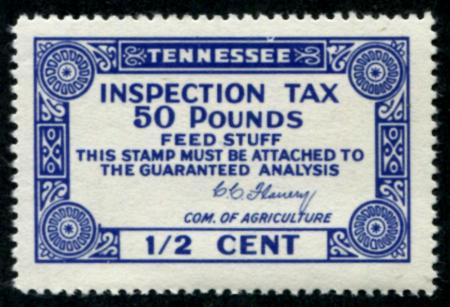 TENNESSEE
INSPECTION TAX
50 POUNDS
FEED STUFF
THIS STAMP MUST BE ATTACHED TO
THE GUARANTEED ANALYSIS
C C Flanery
COM. OF AGRICULTURE
1/2 CENT